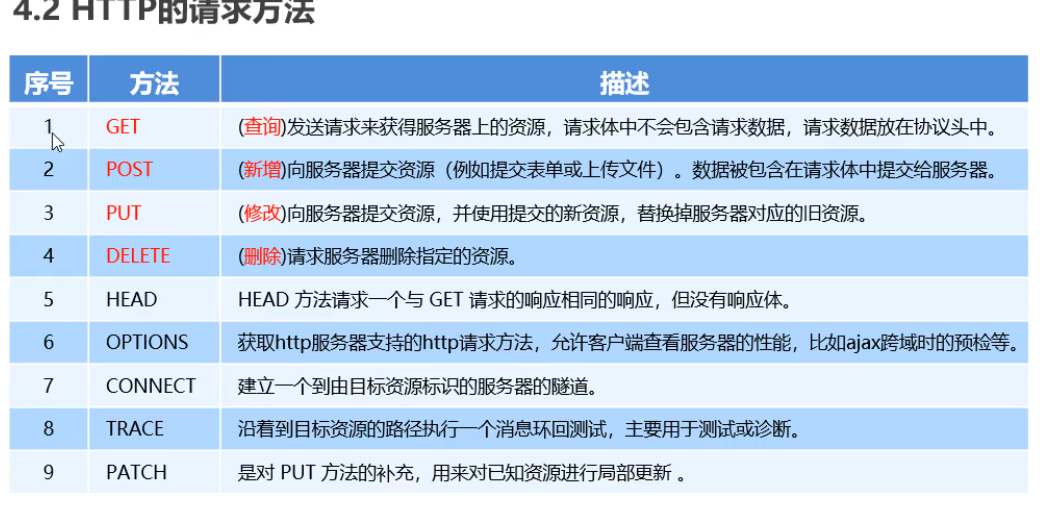 4.2 HTTP的请求方法
序号 方法 描述
1 GET (查询)发送请求来获得服务器上的资源，请求体中不会包含请求数据，请求数据放在协议头中。
2 POST (新增)向服务器提交资源（例如提交表单或上传文件）。数据被包含在请求体中提交给服务器。
3 PUT (修改)向服务器提交资源，并使用提交的新资源，替换掉服务器对应的旧资源。
4 DELETE (删除)请求服务器删除指定的资源。
5 HEAD HEAD 方法请求一个与 GET 请求的响应相同的响应，但没有响应体。
6 OPTIONS 获取http服务器支持的http请求方法，允许客户端查看服务器的性能，比如ajax跨域时的预检等。
7 CONNECT 建立一个到由目标资源标识的服务器的隧道。
8 TRACE 沿着到目标资源的路径执行一个消息环回测试，主要用于测试或诊断。
9 PATCH 是对 PUT 方法的补充，用来对已知资源进行局部更新 。